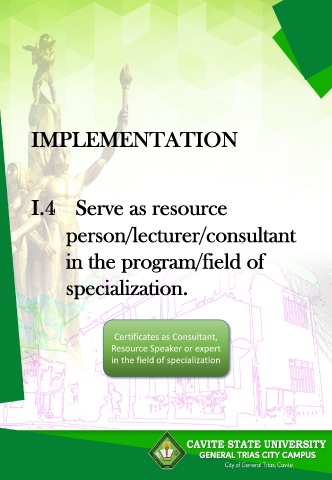 IMPLEMENTATION
I.4 Serve as resource
person/lecturer/consultant
in the program/field of
specialization.
Certificates as Consultant,
Resource Speaker or expert
in the field of specialization
CAVITE STATE UNIVERSITY
GENERAL TRIAS CITY CAMPUS
City of General Trias, Cavite